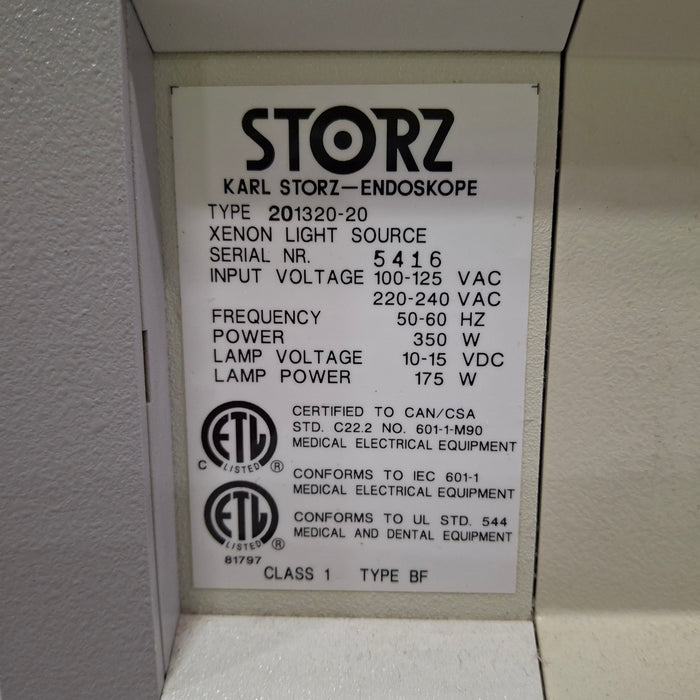 STORZ
KARL STORZ—ENDOSKOPE
TYPE 201320-20
XENON LIGHT SOURCE
SERIAL NR. 5416
INPUT VOLTAGE 100-125 VAC
220-240 VAC
FREQUENCY 50-60 HZ
POWER 350 W
LAMP VOLTAGE 10-15 VDC
LAMP POWER 175 W
CERTIFIED TO CAN/CSA
STD. C22.2 NO. 601-1-M90
MEDICAL ELECTRICAL EQUIPMENT
ETL
C LISTED ®
CONFORMS TO IEC 601-1
MEDICAL ELECTRICAL EQUIPMENT
CONFORMS TO UL STD. 544
MEDICAL AND DENTAL EQUIPMENT
ETL
LISTED ®
81797
CLASS 1 TYPE BF